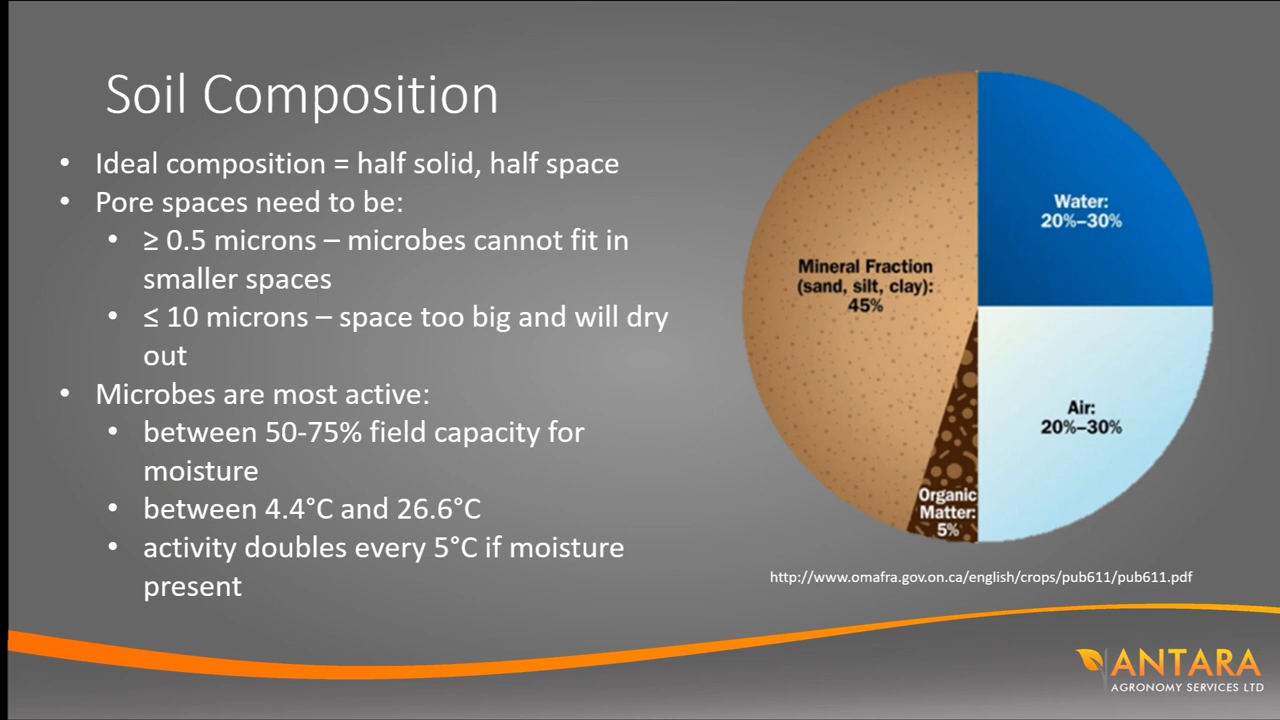 Soil Composition
• Ideal composition = half solid, half space
• Pore spaces need to be:
• ≥ 0.5 microns – microbes cannot fit in
smaller spaces
• ≤ 10 microns – space too big and will dry
out
• Microbes are most active:
• between 50-75% field capacity for
moisture
• between 4.4°C and 26.6°C
• activity doubles every 5°C if moisture
present
Water:
20%–30%
Mineral Fraction
(sand, silt, clay):
45%
Air:
20%–30%
Organic
Matter:
5%
http://www.omafra.gov.on.ca/english/crops/pub611/pub611.pdf
ANTARA
AGRONOMY SERVICES LTD